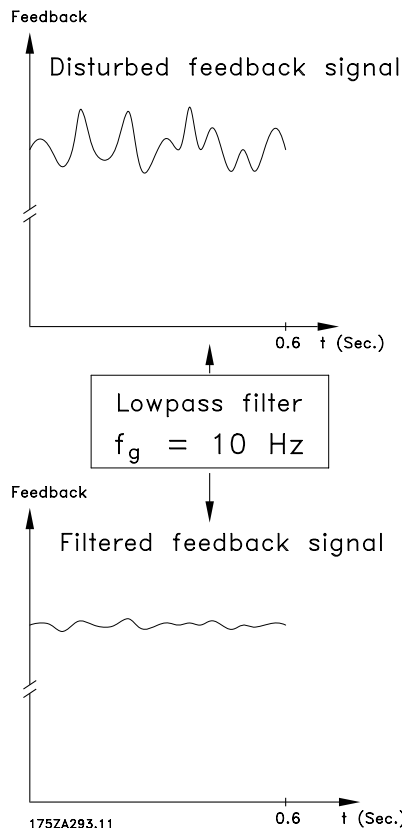 Feedback
Disturbed feedback signal
0.6 t (Sec.)
Lowpass filter
fg = 10 Hz
Feedback
Filtered feedback signal
0.6 t (Sec.)
175ZA293.11